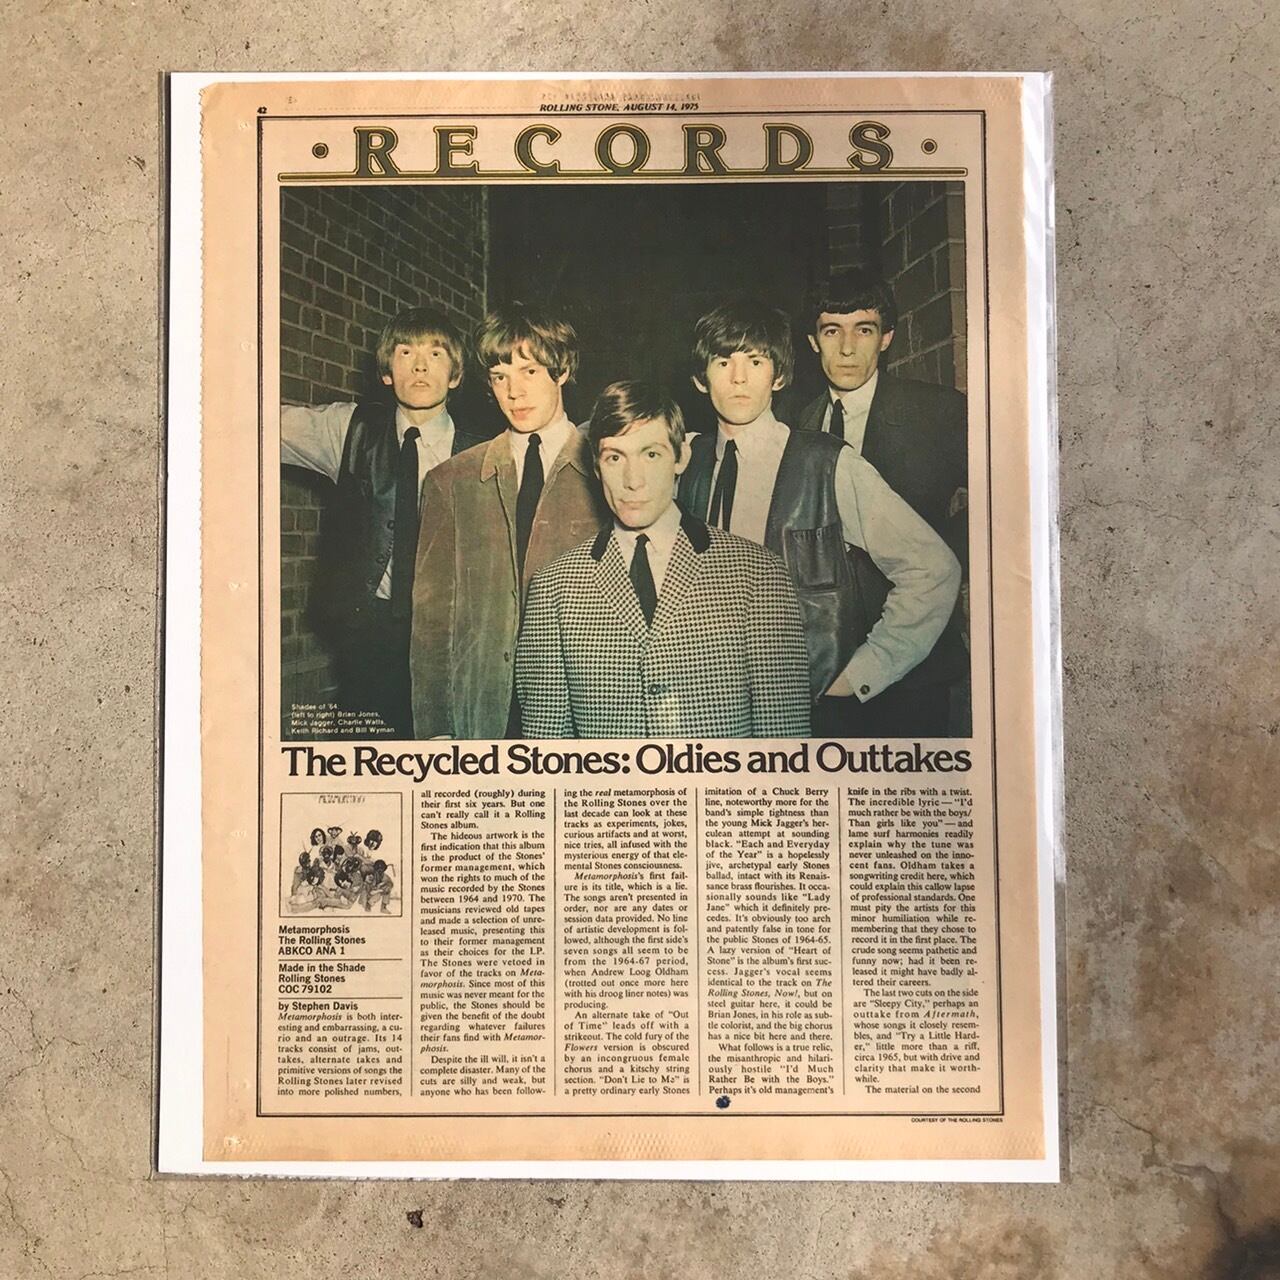 42
ROLLING STONE, AUGUST 14, 1975
• RECORDS •
Shades of '64
(left to right) Brian Jones,
Mick Jagger, Charlie Watts,
Keith Richard and Bill Wyman
The Recycled Stones: Oldies and Outtakes
METAMORPHOSIS
Metamorphosis
The Rolling Stones
ABKCO ANA 1
Made in the Shade
Rolling Stones
COC 79102
by Stephen Davis
Metamorphosis is both inter-
esting and embarrassing, a cu-
rio and an outrage. Its 14
tracks consist of jams, out-
takes, alternate takes and
primitive versions of songs the
Rolling Stones later revised
into more polished numbers,
all recorded (roughly) during
their first six years. But one
can't really call it a Rolling
Stones album.
The hideous artwork is the
first indication that this album
is the product of the Stones'
former management, which
won the rights to much of the
music recorded by the Stones
between 1964 and 1970. The
musicians reviewed old tapes
and made a selection of unre-
leased music, presenting this
to their former management
as their choices for the LP.
The Stones were vetoed in
favor of the tracks on Meta-
morphosis. Since most of this
music was never meant for the
public, the Stones should be
given the benefit of the doubt
regarding whatever failures
their fans find with Metamor-
phosis.
Despite the ill will, it isn't a
complete disaster. Many of the
cuts are silly and weak, but
anyone who has been follow-
ing the real metamorphosis of
the Rolling Stones over the
last decade can look at these
tracks as experiments, jokes,
curious artifacts and at worst,
nice tries, all infused with the
mysterious energy of that ele-
mental Stones consciousness.
Metamorphosis's first fail-
ure is its title, which is a lie.
The songs aren't presented in
order, nor are any dates or
session data provided. No line
of artistic development is fol-
lowed, although the first side's
seven songs all seem to be
from the 1964-67 period,
when Andrew Loog Oldham
(trotted out once more here
with his droog liner notes) was
producing.
An alternate take of "Out
of Time" leads off with a
strikeout. The cold fury of the
Flowers version is obscured
by an incongruous female
chorus and a kitschy string
section. "Don't Lie to Me" is
a pretty ordinary early Stones
imitation of a Chuck Berry
line, noteworthy more for the
band's simple tightness than
the young Mick Jagger's her-
culean attempt at sounding
black. "Each and Everyday
of the Year" is a hopelessly
jive, archetypal early Stones
ballad, intact with its Renais-
sance brass flourishes. It occa-
sionally sounds like "Lady
Jane" which it definitely pre-
cedes. It's obviously too arch
and patently false in tone for
the public Stones of 1964-65.
A lazy version of "Heart of
Stone" is the album's first suc-
cess. Jagger's vocal seems
identical to the track on The
Rolling Stones, Now!, but on
steel guitar here, it could be
Brian Jones, in his role as sub-
tle colorist, and the big chorus
has a nice bit here and there.
What follows is a true relic,
the misanthropic and hilari-
ously hostile "I'd Much
Rather Be with the Boys."
Perhaps it's old management's
knife in the ribs with a twist.
The incredible lyric — "I'd
much rather be with the boys/
Than girls like you" — and
lame surf harmonies readily
explain why the tune was
never unleashed on the inno-
cent fans. Oldham takes a
songwriting credit here, which
could explain this callow lapse
of professional standards. One
must pity the artists for this
minor humiliation while re-
membering that they chose to
record it in the first place. The
crude song seems pathetic and
funny now; had it been re-
leased it might have badly al-
tered their careers.
The last two cuts on the side
are "Sleepy City," perhaps an
outtake from Aftermath,
whose songs it closely resem-
bles, and "Try a Little Hard-
er," little more than a riff,
circa 1965, but with drive and
clarity that make it worth-
while.
The material on the second
COURTESY OF THE ROLLING STONES